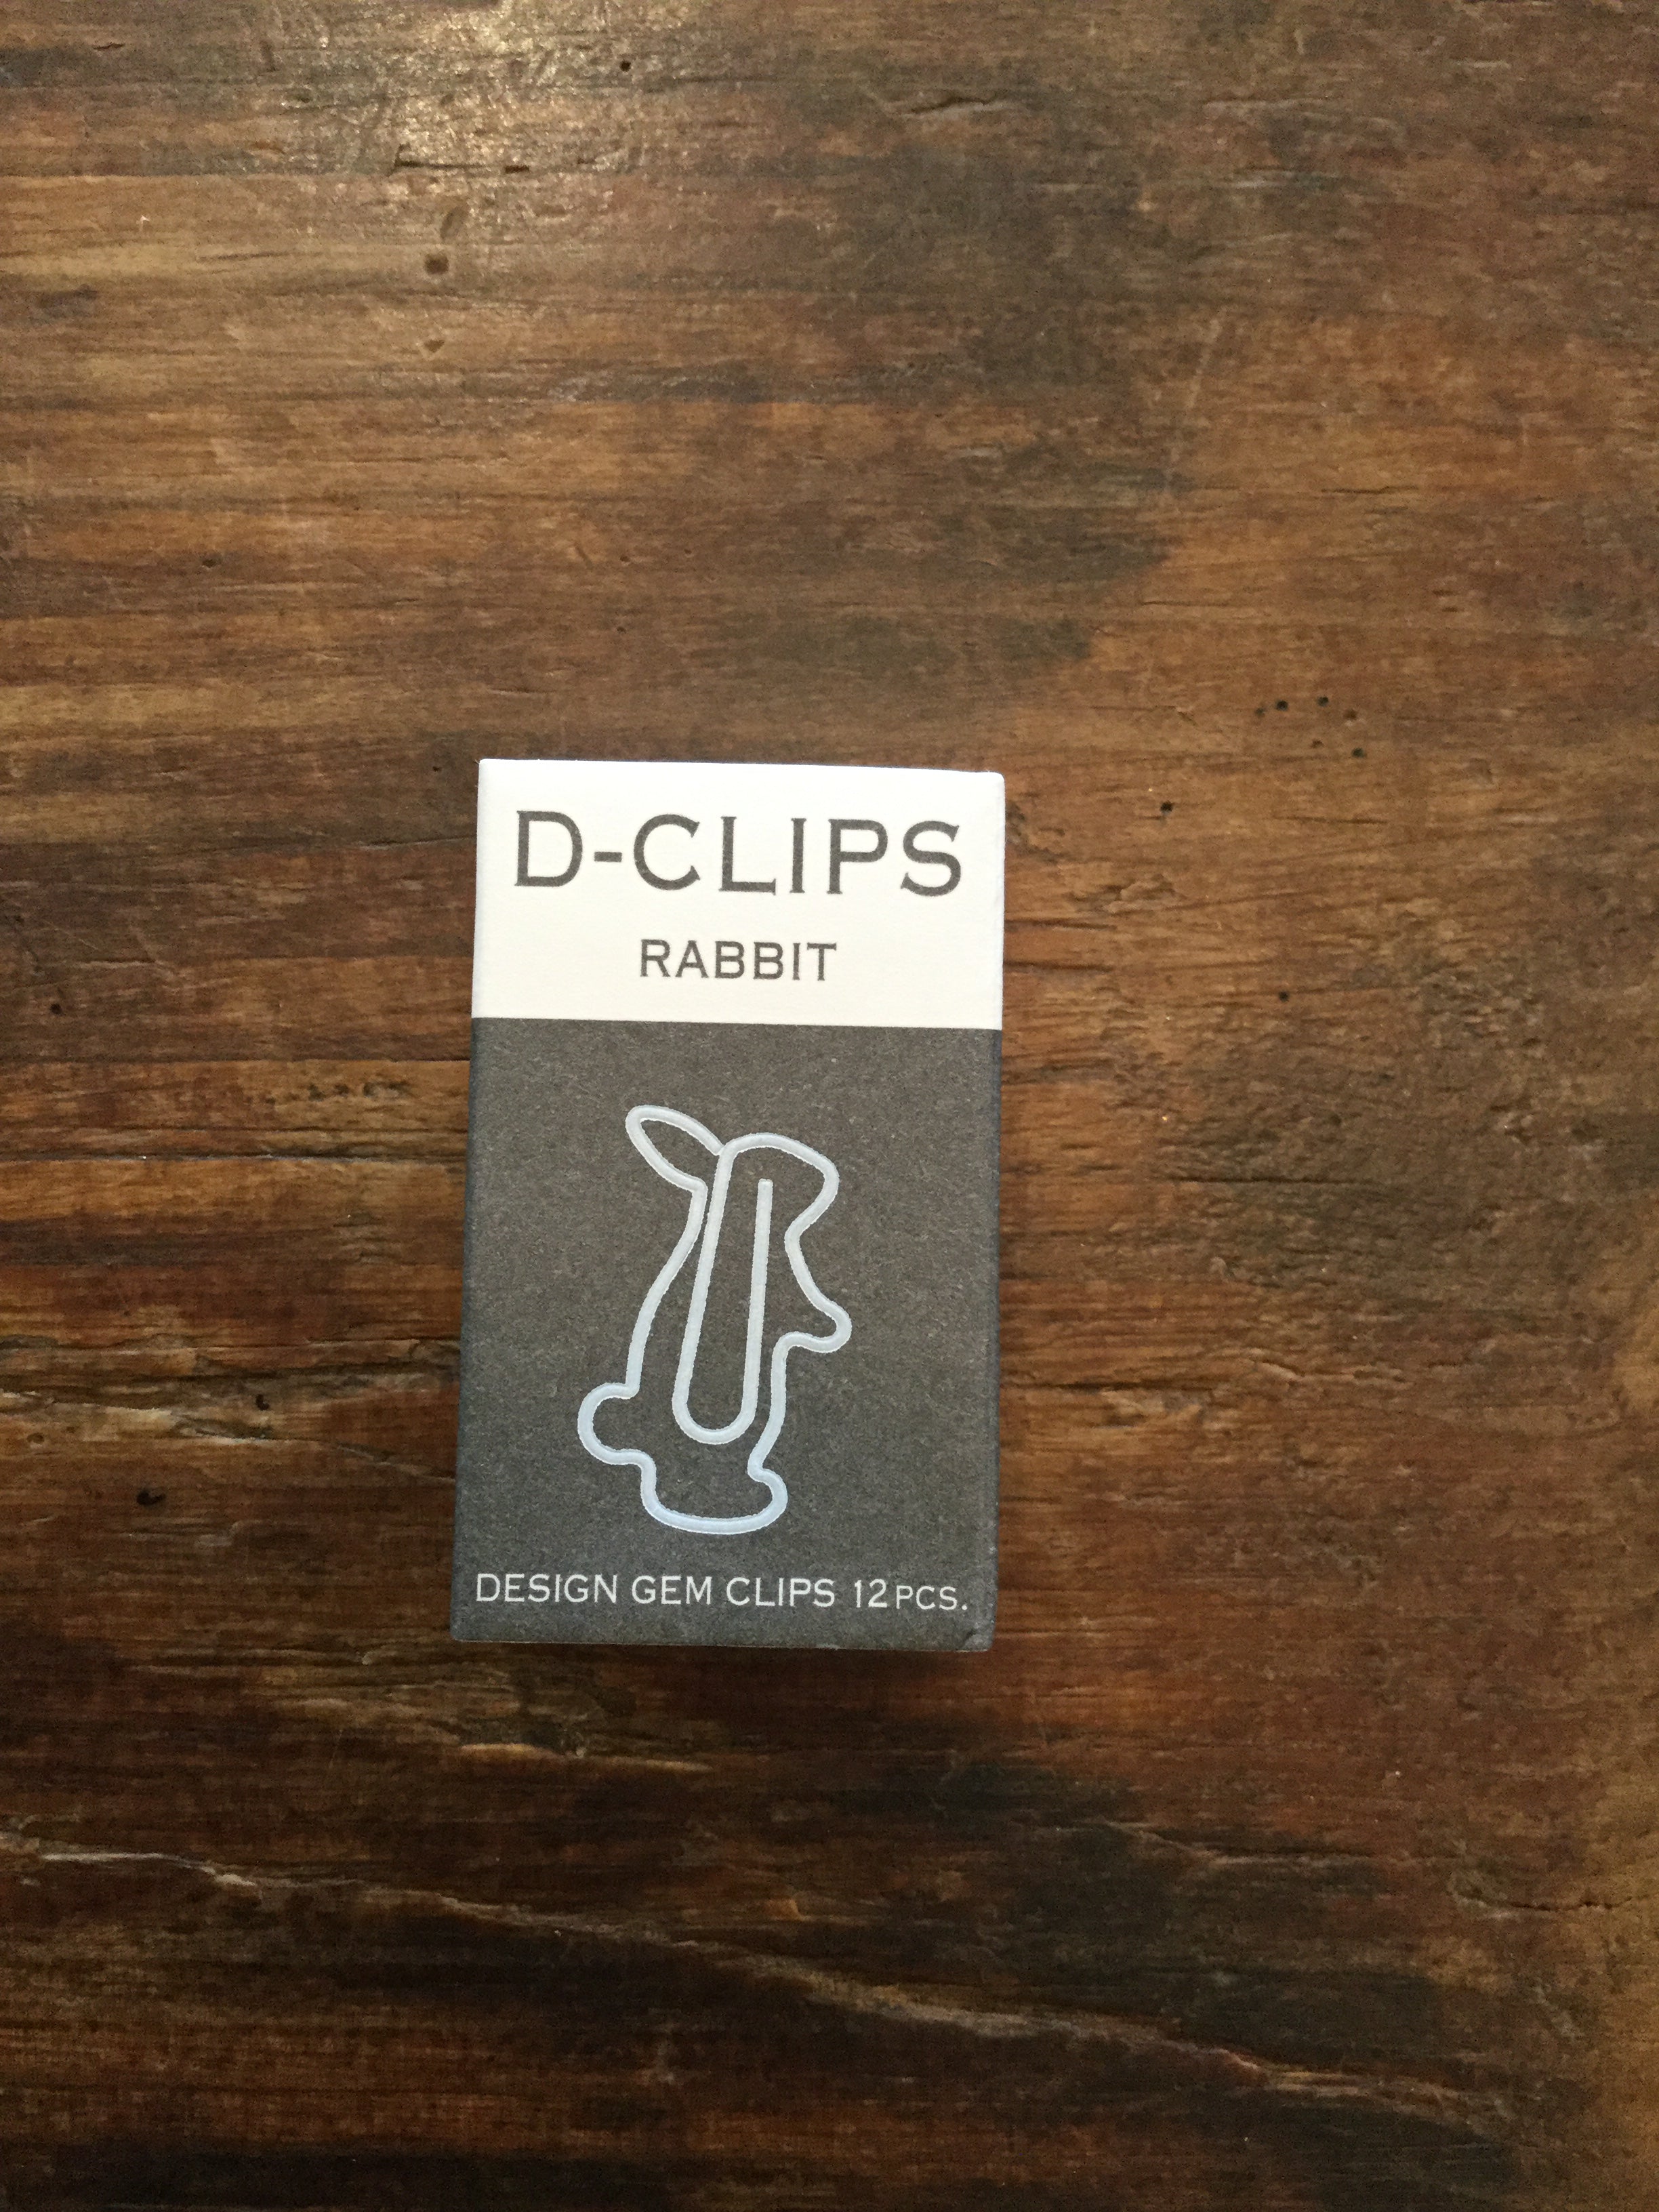 D-CLIPS
RABBIT
DESIGN GEM CLIPS 12PCS.